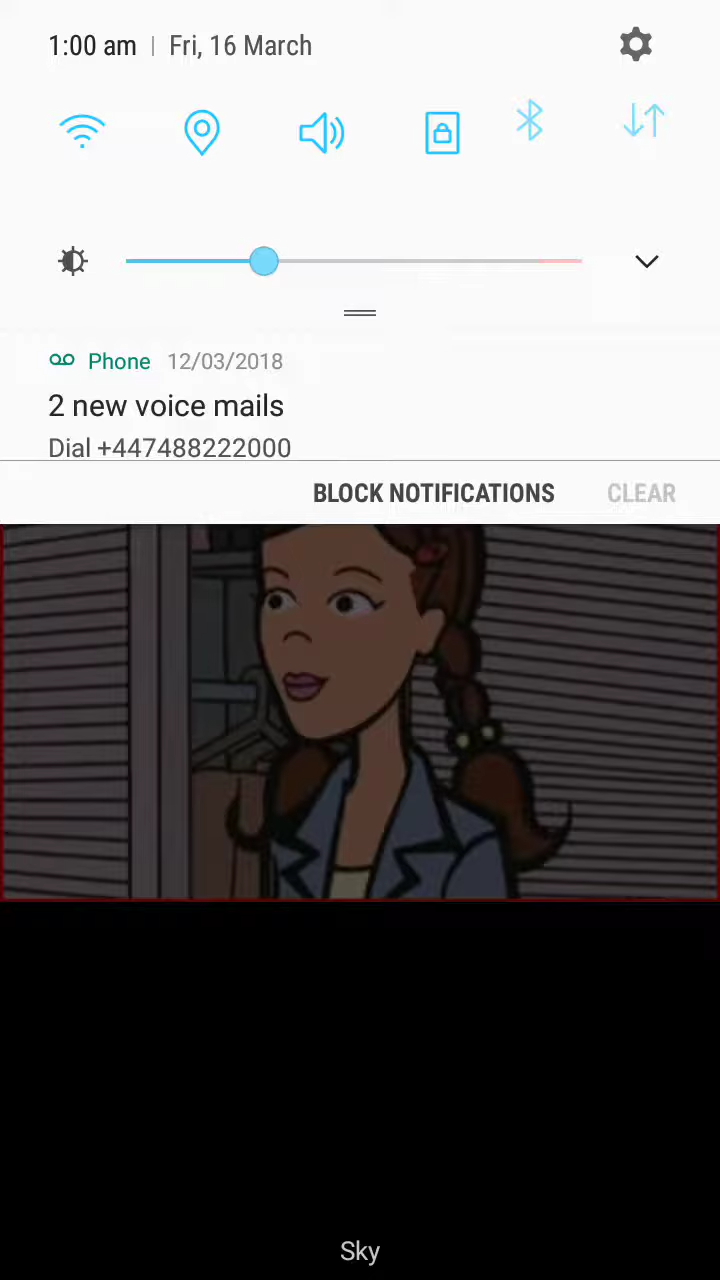 1:00 am | Fri, 16 March
Phone 12/03/2018
2 new voice mails
Dial +447488222000
BLOCK NOTIFICATIONS CLEAR
Sky